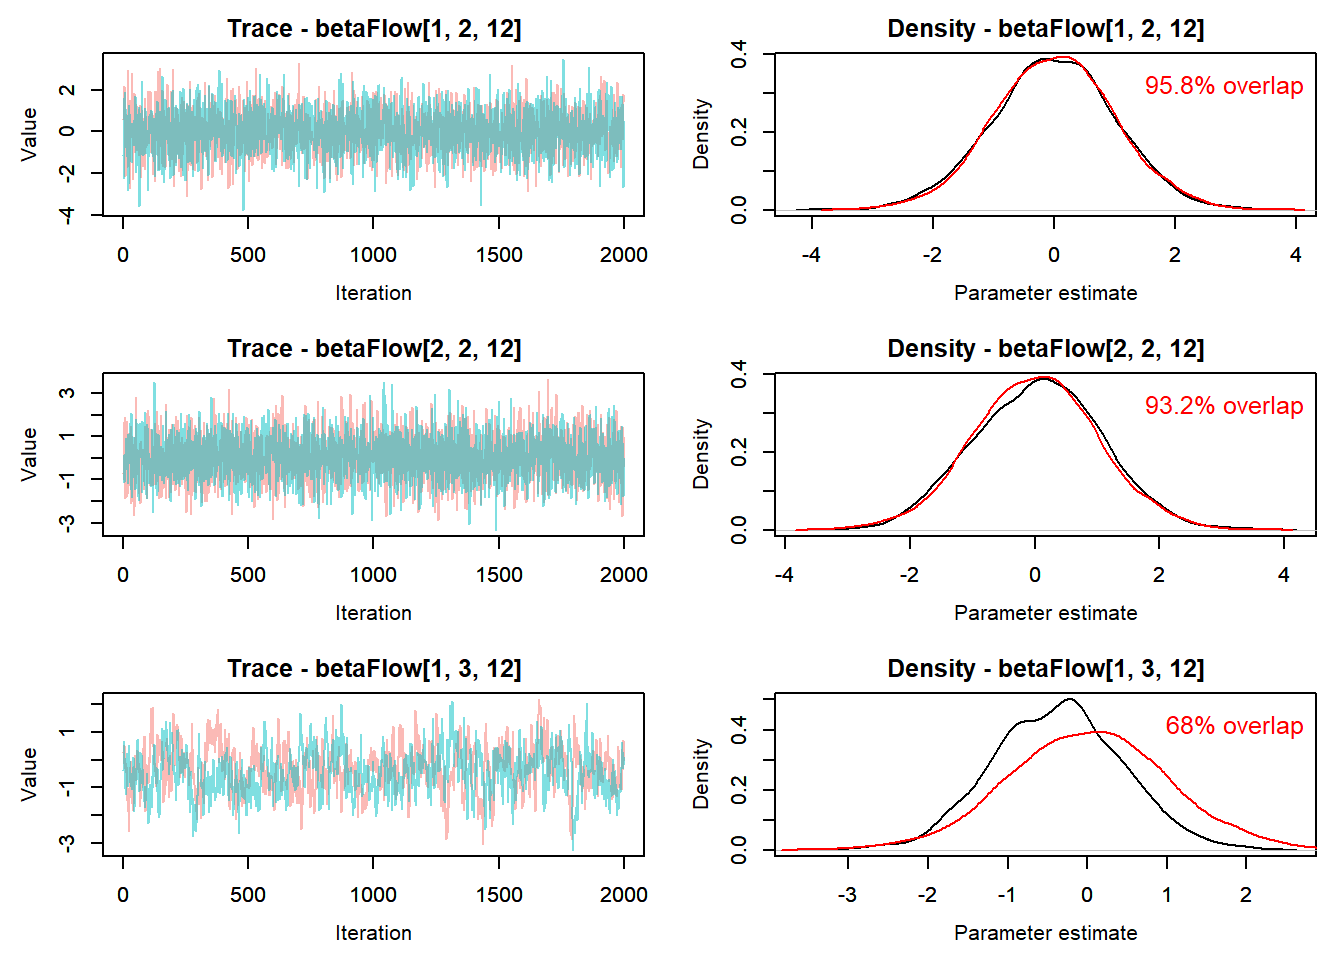 Trace - betaFlow[1, 2, 12]
Value
2
0
-2
-4
0 500 1000 1500 2000
Iteration
Density - betaFlow[1, 2, 12]
Density
0.4
0.2
0.0
95.8% overlap
-4 -2 0 2 4
Parameter estimate
Trace - betaFlow[2, 2, 12]
Value
3
1
-1
-3
0 500 1000 1500 2000
Iteration
Density - betaFlow[2, 2, 12]
Density
0.4
0.2
0.0
93.2% overlap
-4 -2 0 2 4
Parameter estimate
Trace - betaFlow[1, 3, 12]
Value
1
-1
-3
0 500 1000 1500 2000
Iteration
Density - betaFlow[1, 3, 12]
Density
0.4
0.2
0.0
68% overlap
-3 -2 -1 0 1 2
Parameter estimate